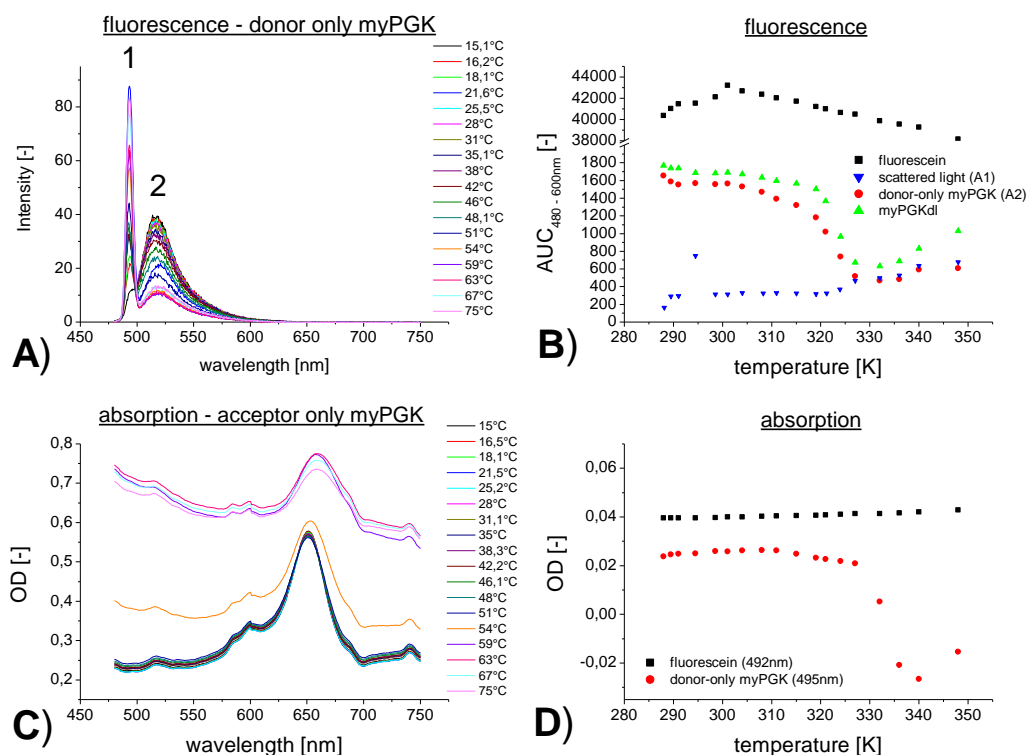 fluorescence - donor only myPGK
1
2
Intensity [-]
80
60
40
20
0
450
500
550
600
650
700
750
wavelength [nm]
A)
15,1°C
16,2°C
18,1°C
21,6°C
25,5°C
28°C
31°C
35,1°C
38°C
42°C
46°C
48,1°C
51°C
54°C
59°C
63°C
67°C
75°C
fluorescence
AUC480 - 600nm [-]
44000
42000
40000
38000
1800
1600
1400
1200
1000
800
600
400
200
0
fluorescein
scattered light (A1)
donor-only myPGK (A2)
myPGKdl
280
290
300
310
320
330
340
350
temperature [K]
B)
absorption - acceptor only myPGK
OD [-]
0,8
0,7
0,6
0,5
0,4
0,3
0,2
450
500
550
600
650
700
750
wavelength [nm]
C)
15°C
16,5°C
18,1°C
21,5°C
25,2°C
28°C
31,1°C
35°C
38,3°C
42,2°C
46,1°C
48°C
51°C
54°C
59°C
63°C
67°C
75°C
absorption
OD [-]
0,06
0,04
0,02
0,00
-0,02
fluorescein (492nm)
donor-only myPGK (495nm)
280
290
300
310
320
330
340
350
temperature [K]
D)